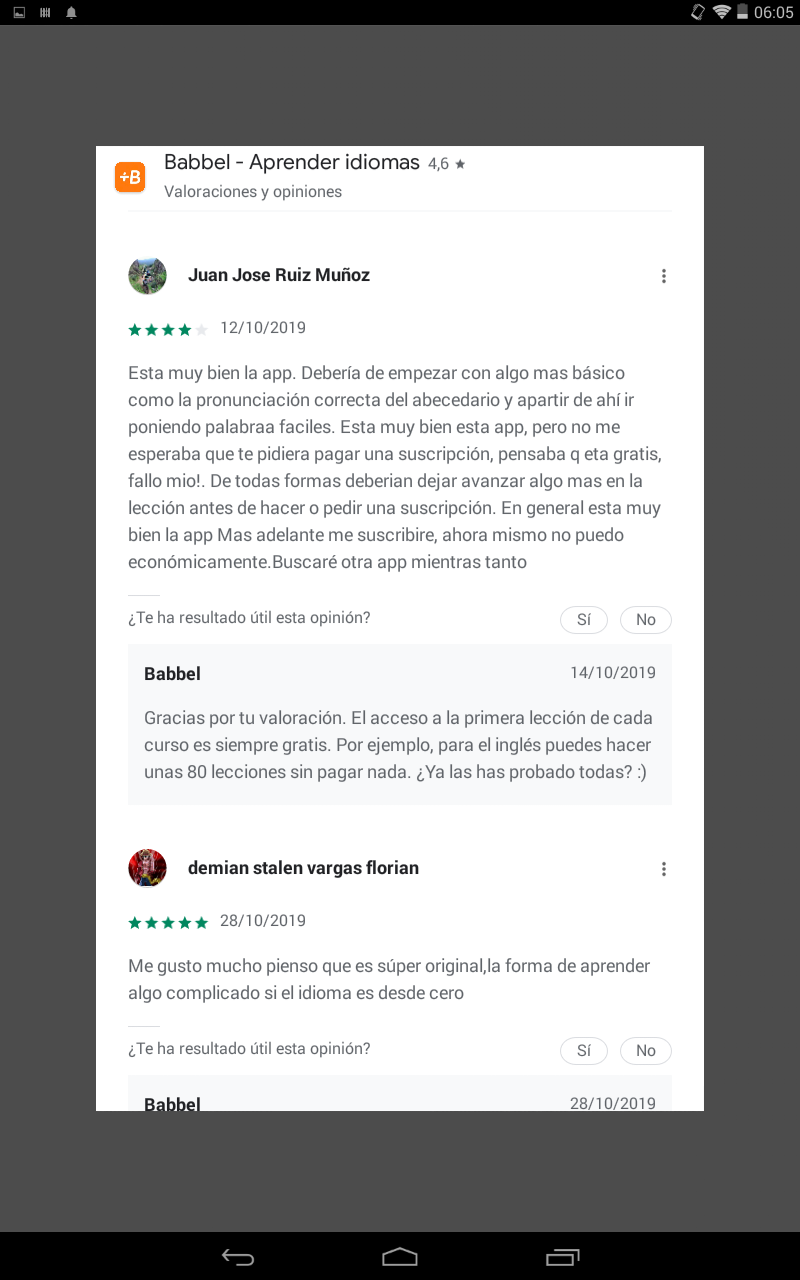 06:05
+B
Babbel - Aprender idiomas 4,6 ★
Valoraciones y opiniones
Juan Jose Ruiz Muñoz
12/10/2019
Esta muy bien la app. Debería de empezar con algo mas básico
como la pronunciación correcta del abecedario y apartir de ahí ir
poniendo palabraa faciles. Esta muy bien esta app, pero no me
esperaba que te pidiera pagar una suscripción, pensaba q eta gratis,
fallo mio!. De todas formas deberian dejar avanzar algo mas en la
lección antes de hacer o pedir una suscripción. En general esta muy
bien la app Mas adelante me suscribire, ahora mismo no puedo
económicamente.Buscaré otra app mientras tanto
¿Te ha resultado útil esta opinión? Sí No
Babbel 14/10/2019
Gracias por tu valoración. El acceso a la primera lección de cada
curso es siempre gratis. Por ejemplo, para el inglés puedes hacer
unas 80 lecciones sin pagar nada. ¿Ya las has probado todas? :)
demian stalen vargas florian
28/10/2019
Me gusto mucho pienso que es súper original,la forma de aprender
algo complicado si el idioma es desde cero
¿Te ha resultado útil esta opinión? Sí No
Babbel 28/10/2019